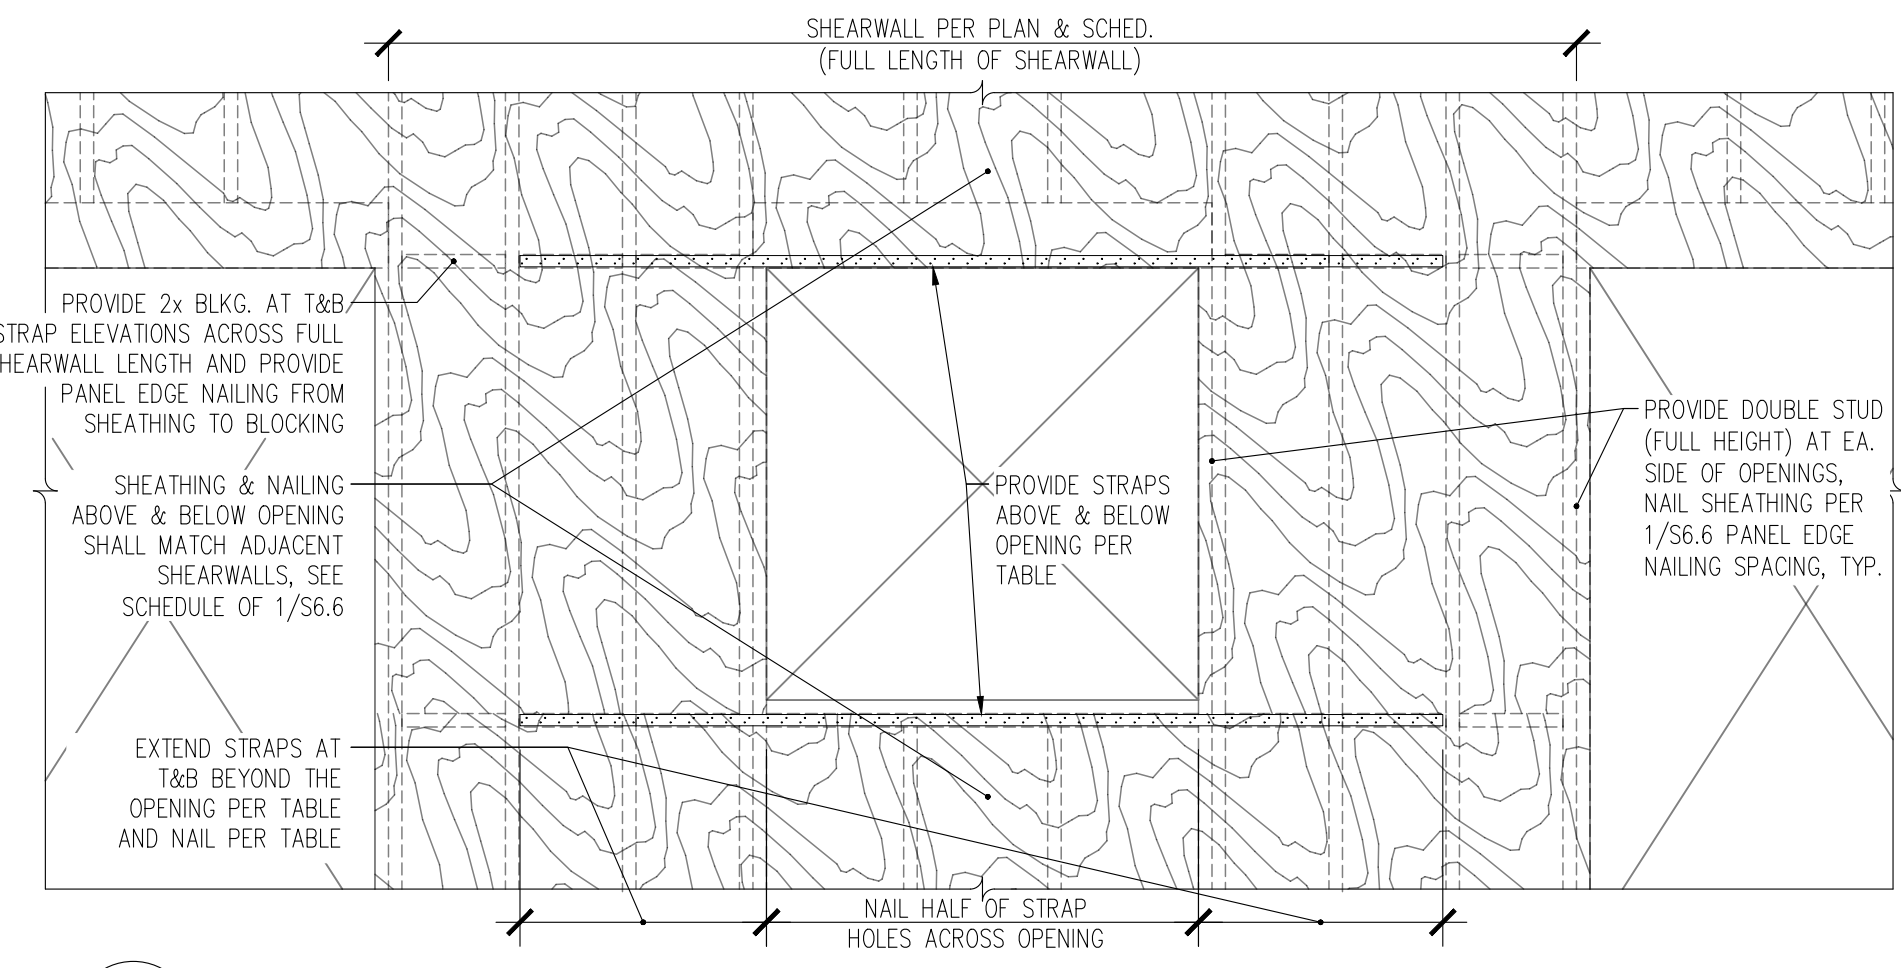 SHEARWALL PER PLAN & SCHED.
(FULL LENGTH OF SHEARWALL)
PROVIDE 2x BLKG. AT T&B
STRAP ELEVATIONS ACROSS FULL
HEARWALL LENGTH AND PROVIDE
PANEL EDGE NAILING FROM
SHEATHING TO BLOCKING
SHEATHING & NAILING
ABOVE & BELOW OPENING
SHALL MATCH ADJACENT
SHEARWALLS, SEE
SCHEDULE OF 1/S6.6
PROVIDE STRAPS
ABOVE & BELOW
OPENING PER
TABLE
PROVIDE DOUBLE STUD
(FULL HEIGHT) AT EA.
SIDE OF OPENINGS,
NAIL SHEATHING PER
1/S6.6 PANEL EDGE
NAILING SPACING, TYP.
EXTEND STRAPS AT
T&B BEYOND THE
OPENING PER TABLE
AND NAIL PER TABLE
NAIL HALF OF STRAP
HOLES ACROSS OPENING